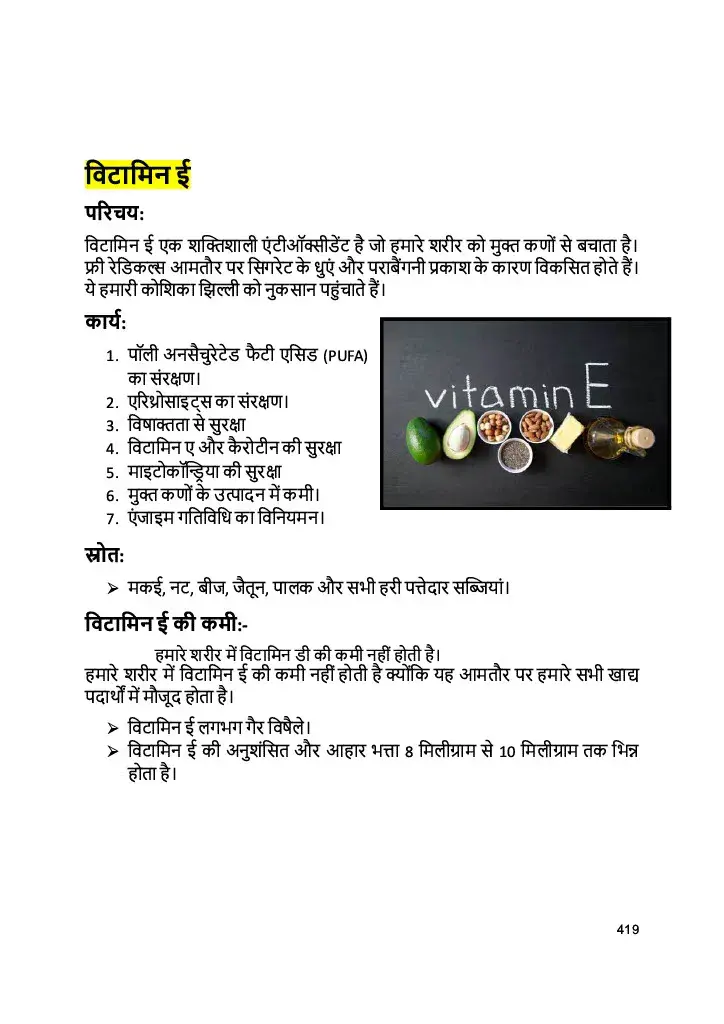 विटामिन ई
परिचय:
विटामिन ई एक शक्तिशाली एंटीऑक्सीडेंट है जो हमारे शरीर को मुक्त कणों से बचाता है।
फ्री रेडिकल्स आमतौर पर सिगरेट के धुएं और पराबैंगनी प्रकाश के कारण विकसित होते हैं।
ये हमारी कोशिका झिल्ली को नुकसान पहुंचाते हैं।
कार्य:
1. पॉली अनसैचुरेटेड फैटी एसिड (PUFA)
का संरक्षण।
2. एरिथ्रोसाइट्स का संरक्षण।
3. विषाक्तता से सुरक्षा
4. विटामिन ए और कैरोटीन की सुरक्षा
5. माइटोकॉन्ड्रिया की सुरक्षा
6. मुक्त कणों के उत्पादन में कमी।
7. एंजाइम गतिविधि का विनियमन।
vitamin E
स्रोत:
➢ मकई, नट, बीज, जैतून, पालक और सभी हरी पत्तेदार सब्जियां।
विटामिन ई की कमी:-
हमारे शरीर में विटामिन डी की कमी नहीं होती है।
हमारे शरीर में विटामिन ई की कमी नहीं होती है क्योंकि यह आमतौर पर हमारे सभी खाद्य
पदार्थों में मौजूद होता है।
➢ विटामिन ई लगभग गैर विषैले।
➢ विटामिन ई की अनुशंसित और आहार भत्ता 8 मिलीग्राम से 10 मिलीग्राम तक भिन्न
होता है।
419